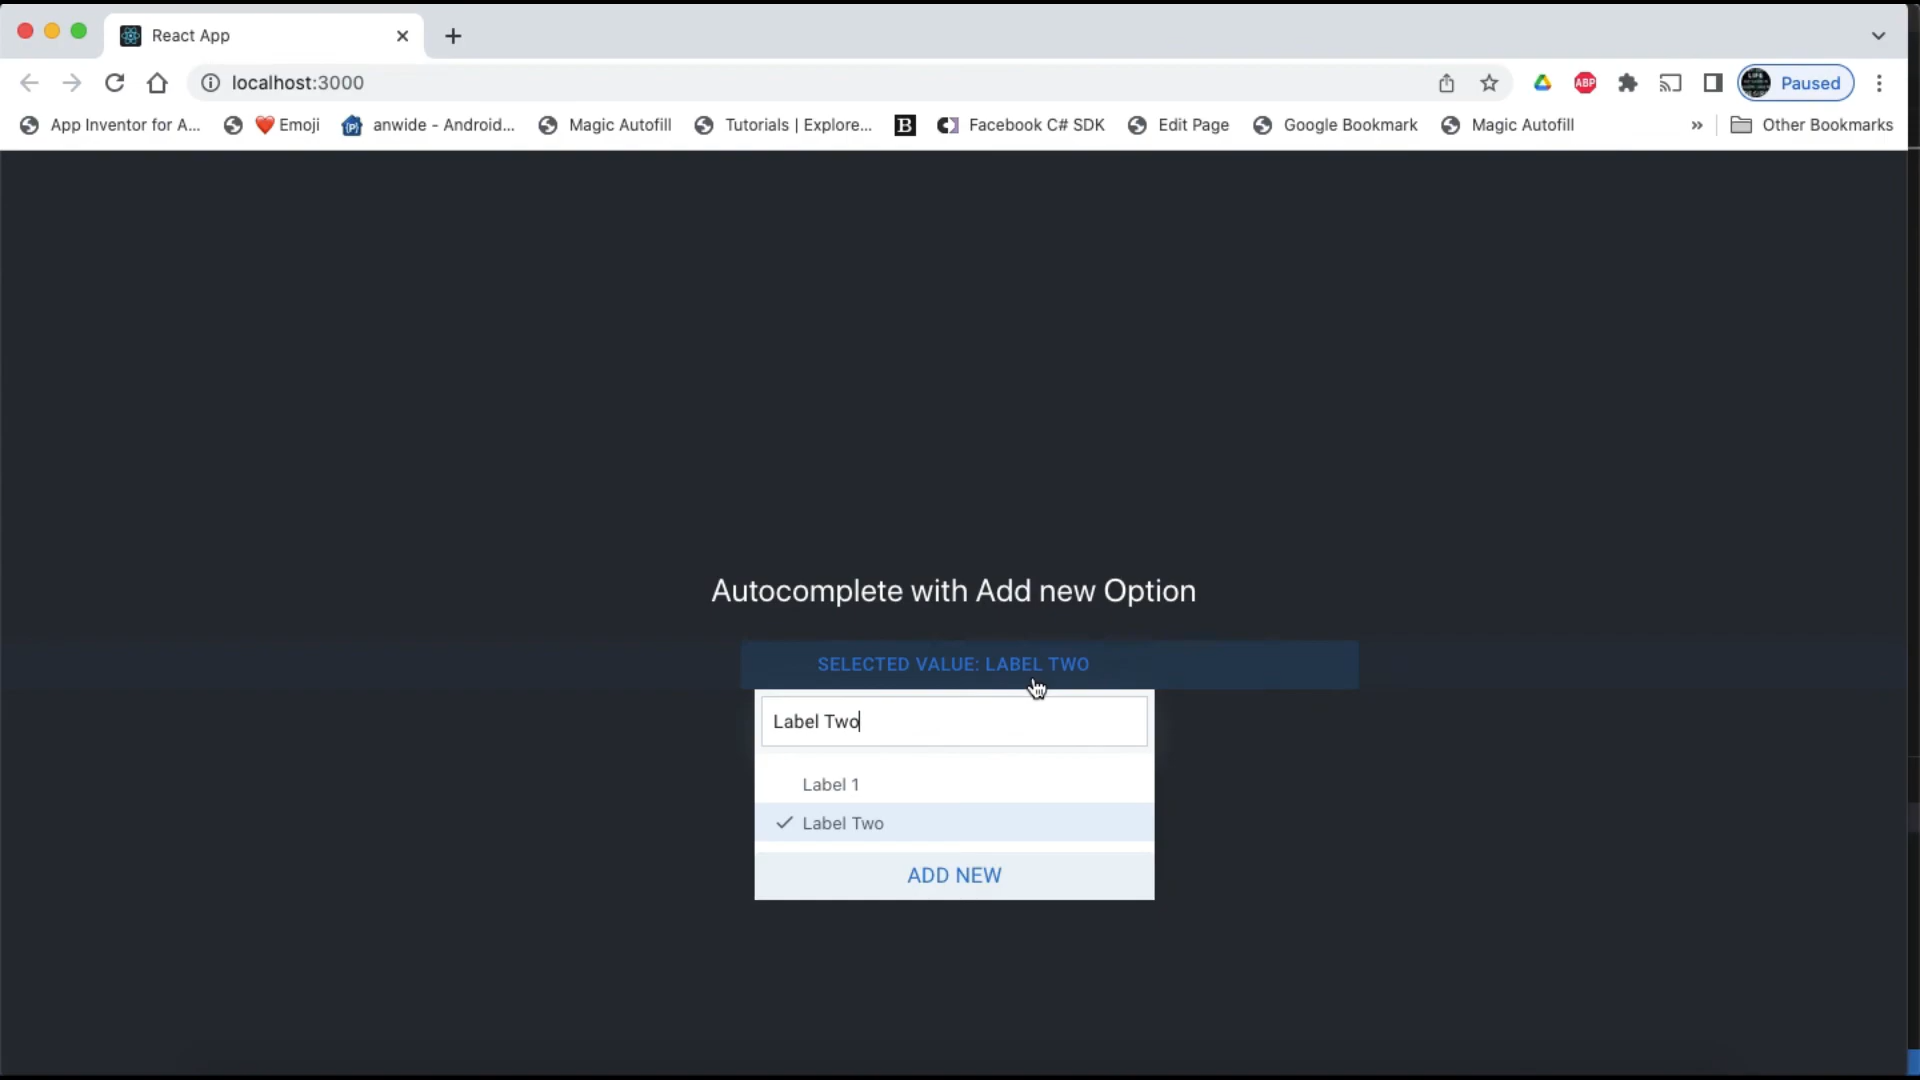 React App
localhost:3000
ABP
Paused
App Inventor for A... ❤️ Emoji anwide - Android... Magic Autofill Tutorials | Explore... B Facebook C# SDK Edit Page Google Bookmark Magic Autofill » Other Bookmarks
Autocomplete with Add new Option
SELECTED VALUE: LABEL TWO
Label Two
Label 1
Label Two
ADD NEW